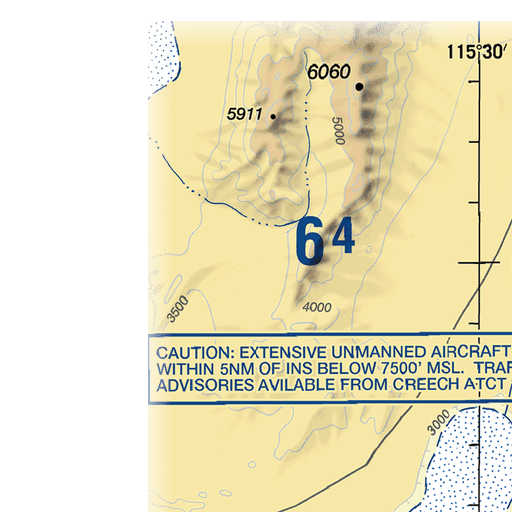 115°30′
6060
5911
5000
64
3500
4000
CAUTION: EXTENSIVE UNMANNED AIRCRAFT
WITHIN 5NM OF INS BELOW 7500' MSL. TRAF
ADVISORIES AVILABLE FROM CREECH ATCT
3000